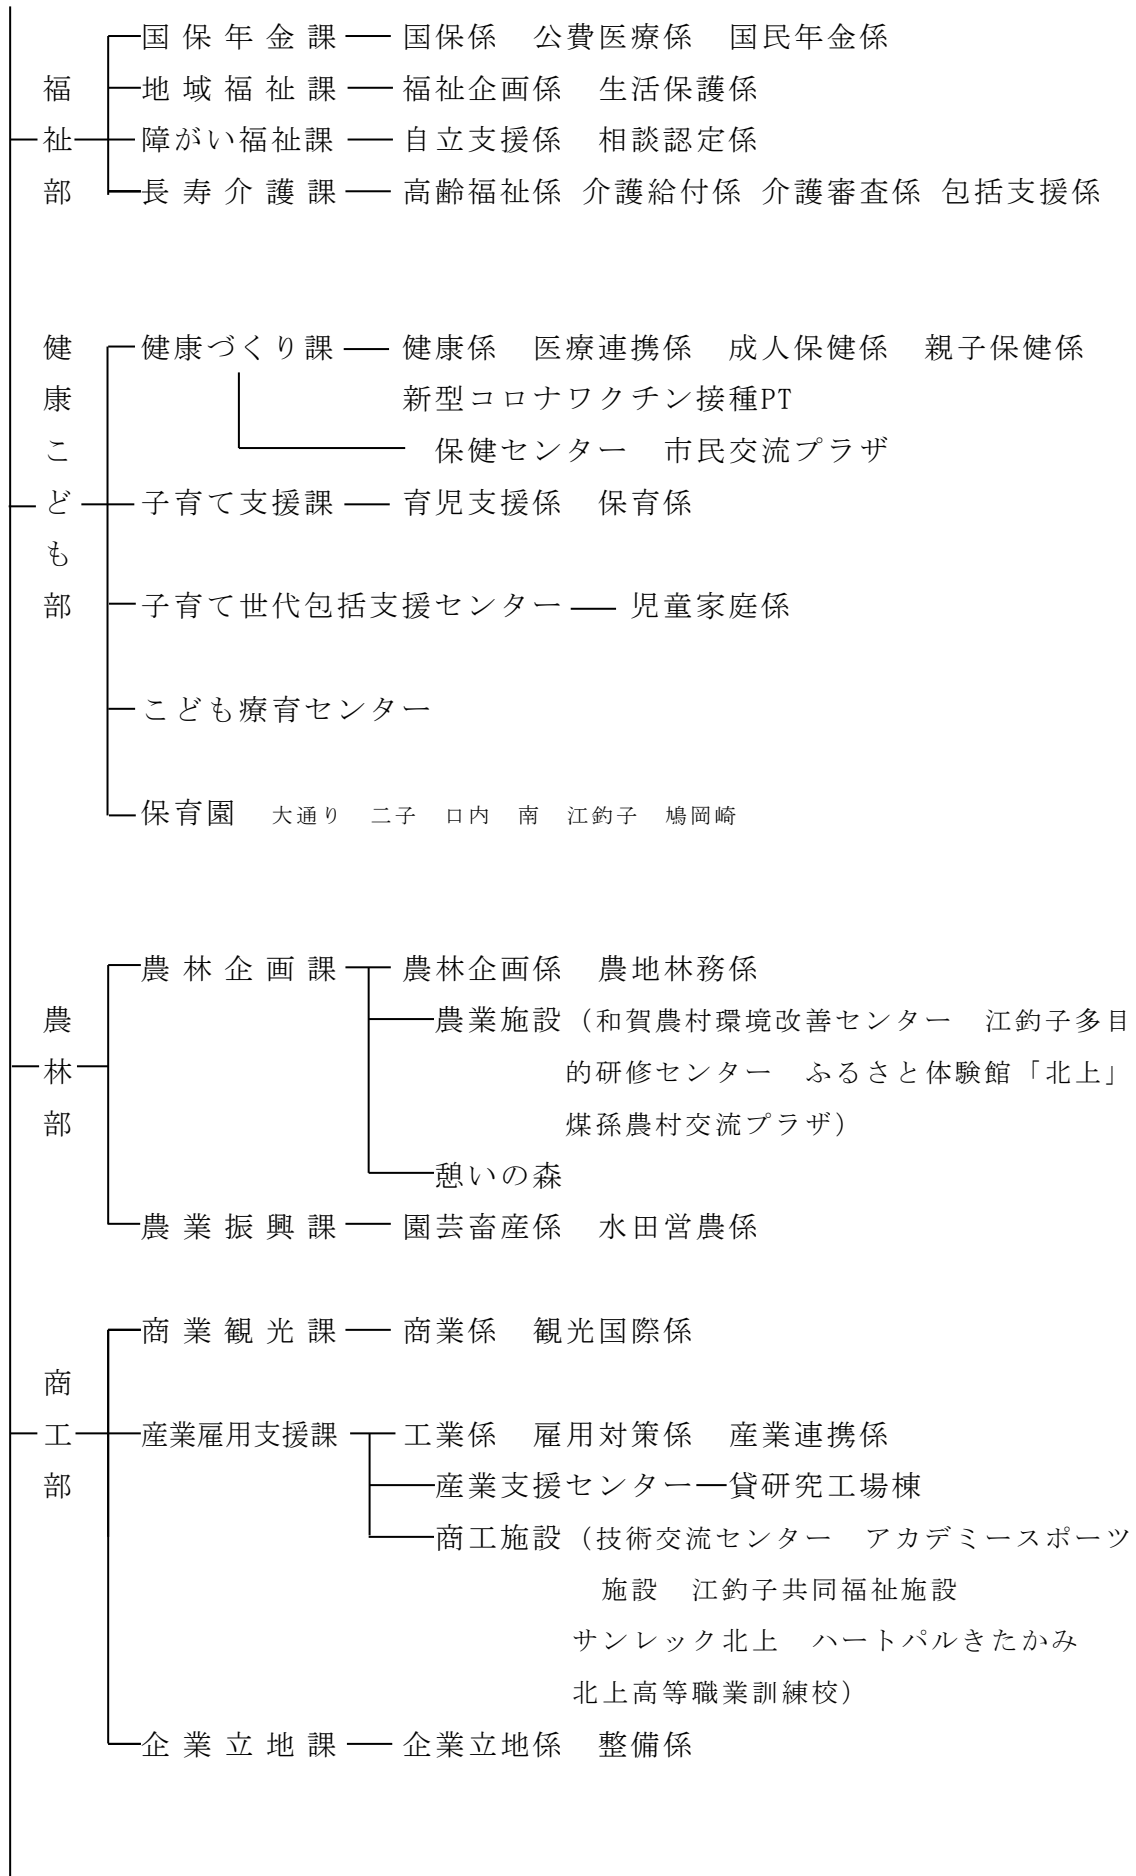 福祉部
国保年金課 国保係 公費医療係 国民年金係
地域福祉課 福祉企画係 生活保護係
障がい福祉課 自立支援係 相談認定係
長寿介護課 高齢福祉係 介護給付係 介護審査係 包括支援係
健康こども部
健康づくり課 健康係 医療連携係 成人保健係 親子保健係
新型コロナワクチン接種PT
保健センター 市民交流プラザ
子育て支援課 育児支援係 保育係
子育て世代包括支援センター 児童家庭係
こども療育センター
保育園 大通り 二子 口内 南 江釣子 鳩岡崎
農林部
農林企画課 農林企画係 農地林務係
農業施設（和賀農村環境改善センター 江釣子多目
的研修センター ふるさと体験館「北上」
煤孫農村交流プラザ）
憩いの森
農業振興課 園芸畜産係 水田営農係
商工部
商業観光課 商業係 観光国際係
産業雇用支援課 工業係 雇用対策係 産業連携係
産業支援センター 貸研究工場棟
商工施設（技術交流センター アカデミースポーツ
施設 江釣子共同福祉施設
サンレック北上 ハートパルきたかみ
北上高等職業訓練校）
企業立地課 企業立地係 整備係